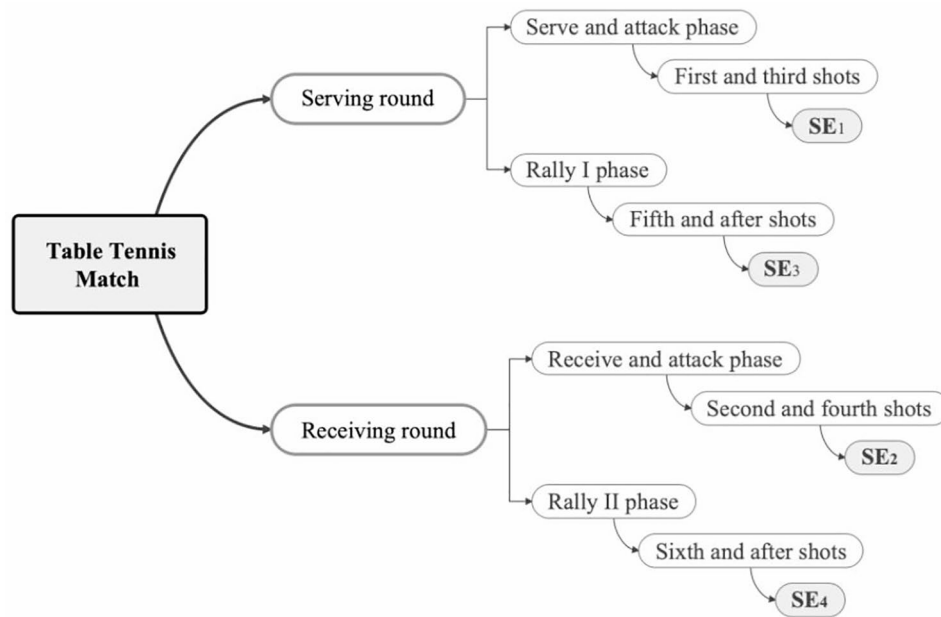 Serve and attack phase
First and third shots
SE1
Serving round
Rally I phase
Fifth and after shots
SE3
Table Tennis
Match
Receive and attack phase
Second and fourth shots
SE2
Receiving round
Rally II phase
Sixth and after shots
SE4